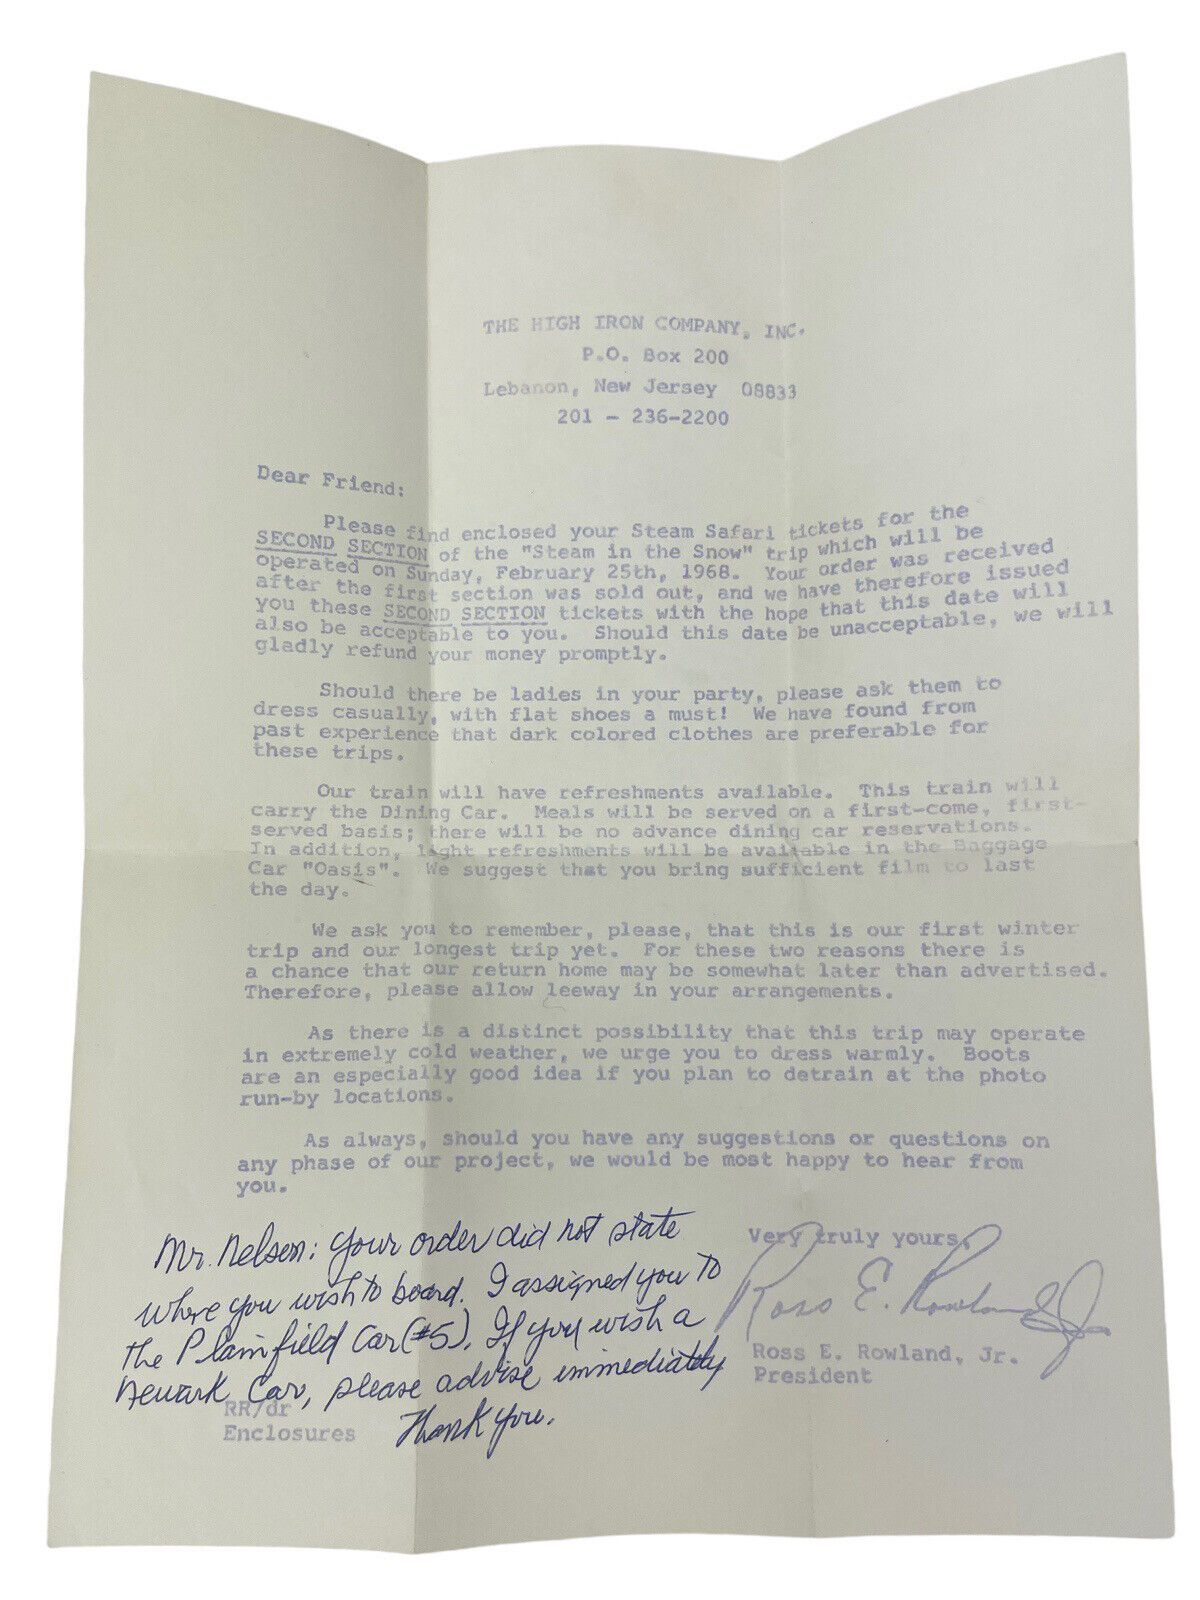 THE HIGH IRON COMPANY, INC.
P.O. Box 200
Lebanon, New Jersey 08833
201 - 236-2200
Dear Friend:
Please find enclosed your Steam Safari tickets for the
SECOND SECTION of the "Steam in the Snow" trip which will be
operated on Sunday, February 25th, 1968. Your order was received
after the first section was sold out, and we have therefore issued
you these SECOND SECTION tickets with the hope that this date will
also be acceptable to you. Should this date be unacceptable, we will
gladly refund your money promptly.
Should there be ladies in your party, please ask them to
dress casually, with flat shoes a must! We have found from
past experience that dark colored clothes are preferable for
these trips.
Our train will have refreshments available. This train will
carry the Dining Car. Meals will be served on a first-come, first-
served basis; there will be no advance dining car reservations.
In addition, light refreshments will be available in the Baggage
Car "Oasis". We suggest that you bring sufficient film to last
the day.
We ask you to remember, please, that this is our first winter
trip and our longest trip yet. For these two reasons there is
a chance that our return home may be somewhat later than advertised.
Therefore, please allow leeway in your arrangements.
As there is a distinct possibility that this trip may operate
in extremely cold weather, we urge you to dress warmly. Boots
are an especially good idea if you plan to detrain at the photo
run-by locations.
As always, should you have any suggestions or questions on
any phase of our project, we would be most happy to hear from
you.
Very truly yours,
Ross E. Rowland Jr
Ross E. Rowland, Jr.
President
Mr. Nelsen: Your order did not state
where you wish to board. I assigned you to
the Plainfield Car (#5). If you wish a
Newark Car, please advise immediately
Thank you.
RR/dr
Enclosures